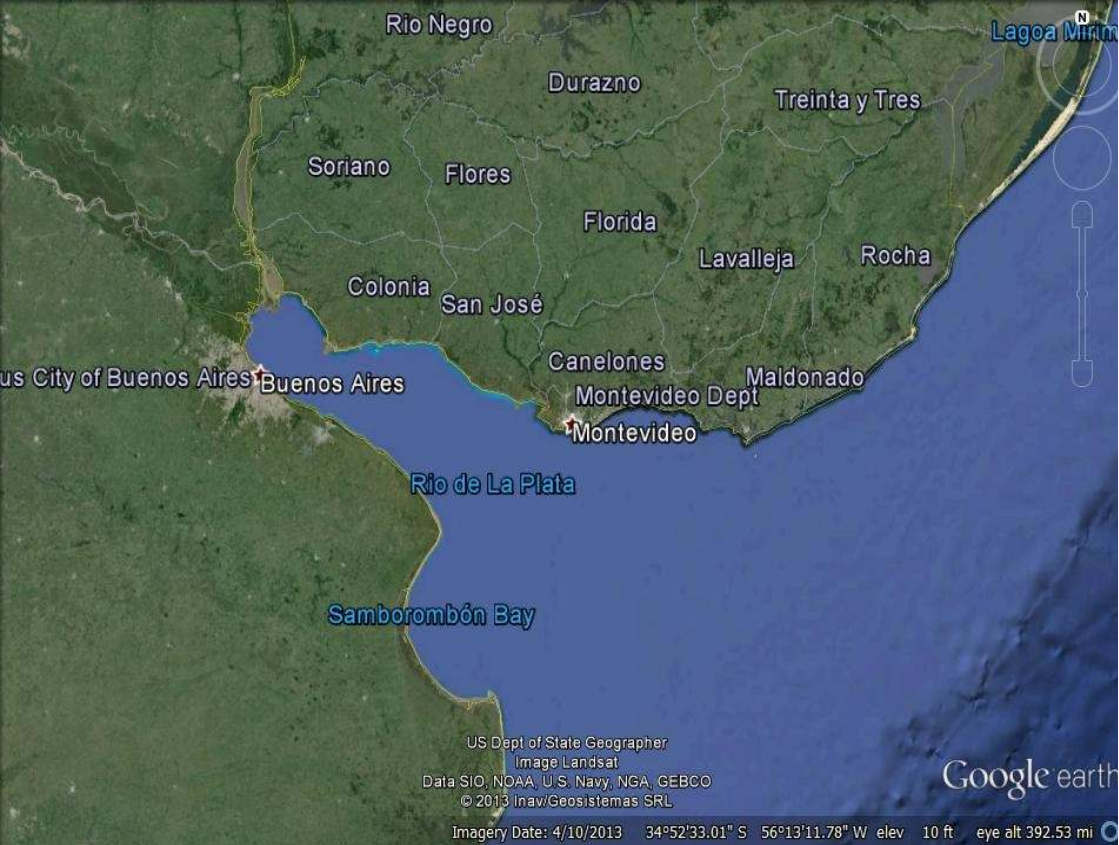 Rio Negro
N
Lagoa Mirim
Durazno
Treinta y Tres
Soriano
Flores
Florida
Lavalleja
Rocha
Colonia
San José
Canelones
us City of Buenos Aires
Buenos Aires
Montevideo Dept
Maldonado
Montevideo
Rio de La Plata
Samborombón Bay
US Dept of State Geographer
Image Landsat
Data SIO, NOAA, U.S. Navy, NGA, GEBCO
© 2013 Inav/Geosistemas SRL
Google earth
Imagery Date: 4/10/2013 34°52'33.01" S 56°13'11.78" W elev 10 ft eye alt 392.53 mi